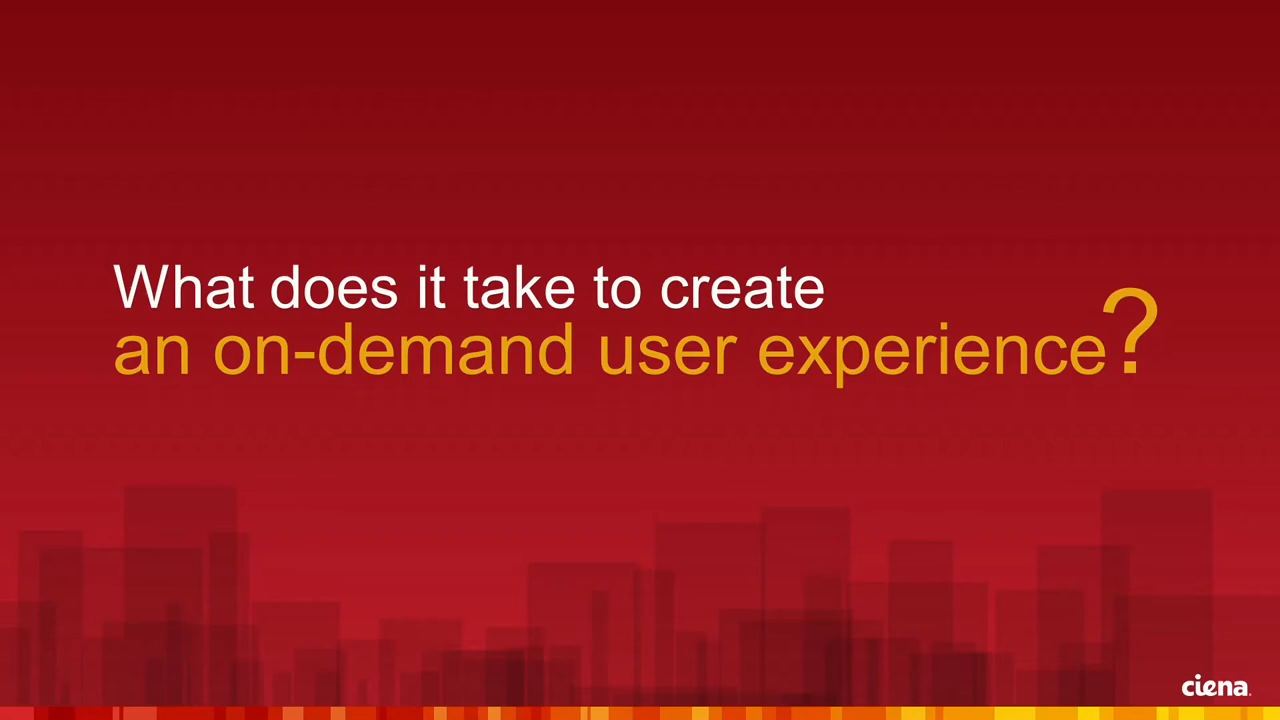 What does it take to create
an on-demand user experience?
ciena